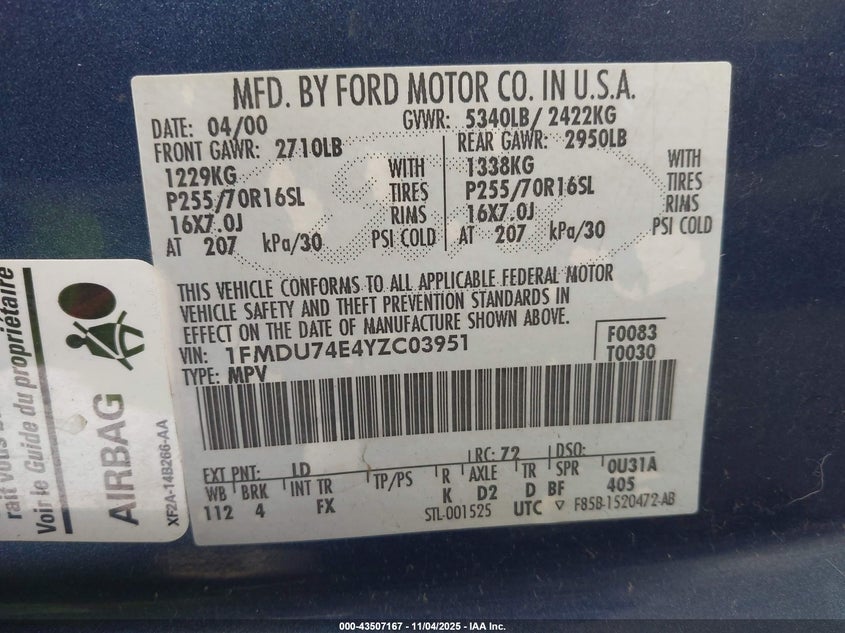 MFD. BY FORD MOTOR CO. IN U.S.A.
DATE: 04/00 GVWR: 5340LB/ 2422KG
FRONT GAWR: 2710LB REAR GAWR: 2950LB
1229KG WITH 1338KG WITH
P255/70R16SL TIRES P255/70R16SL TIRES
16X7.0J RIMS 16X7.0J RIMS
AT 207 kPa/30 PSI COLD AT 207 kPa/30 PSI COLD
THIS VEHICLE CONFORMS TO ALL APPLICABLE FEDERAL MOTOR
VEHICLE SAFETY AND THEFT PREVENTION STANDARDS IN
EFFECT ON THE DATE OF MANUFACTURE SHOWN ABOVE.
VIN: 1FMDU74E4YZC03951 F0083
TYPE: MPV T0030
EXT PNT: LD RC: 72 DSO:
WB BRK INT TR TP/PS R AXLE TR SPR 0U31A
112 4 FX K D2 D BF 405
STL-001525 UTC ▽ F85B-1520472-AB
Voir le Guide du propriétaire
AIRBAG
XF2A-14B266-AA
000-43507167 - 11/04/2025 - IAA Inc.